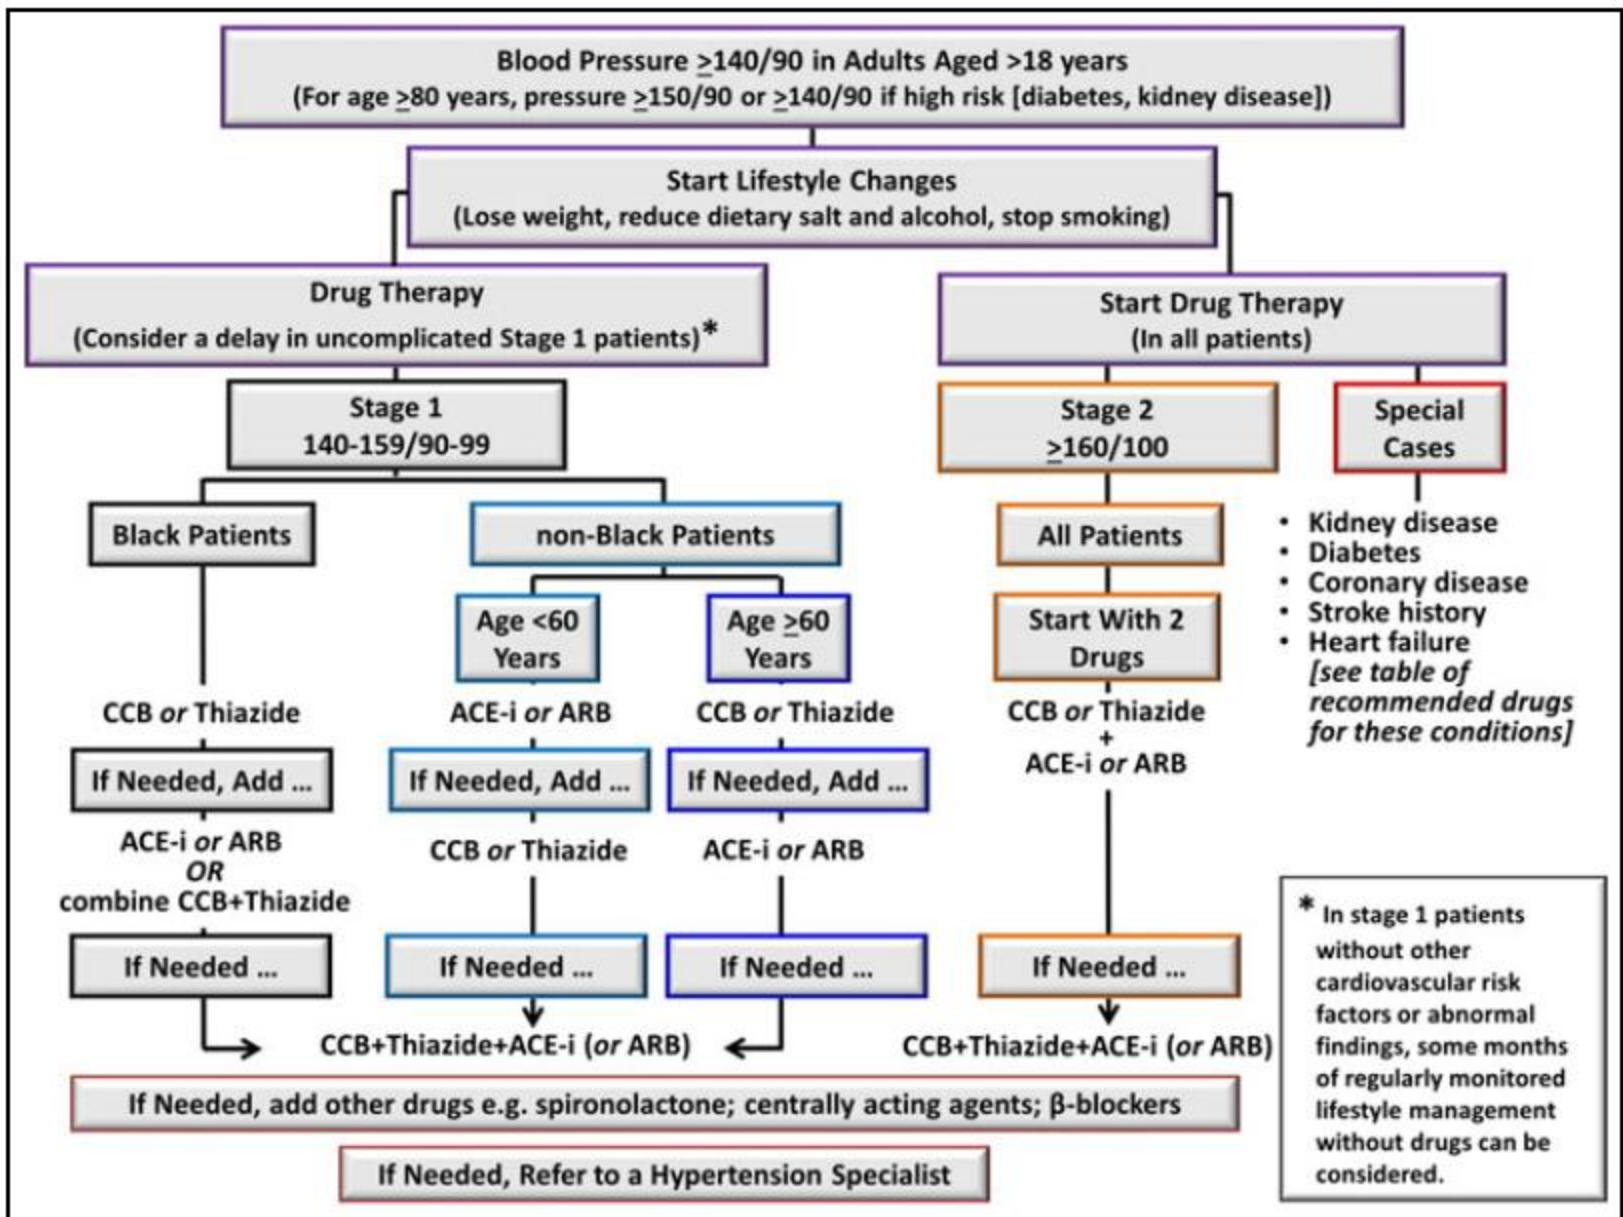 Blood Pressure ≥140/90 in Adults Aged >18 years
(For age ≥80 years, pressure ≥150/90 or ≥140/90 if high risk [diabetes, kidney disease])
Start Lifestyle Changes
(Lose weight, reduce dietary salt and alcohol, stop smoking)
Drug Therapy
(Consider a delay in uncomplicated Stage 1 patients)*
Start Drug Therapy
(In all patients)
Stage 1
140-159/90-99
Stage 2
≥160/100
Special
Cases
Black Patients
non-Black Patients
All Patients
• Kidney disease
• Diabetes
• Coronary disease
• Stroke history
• Heart failure
[see table of
recommended drugs
for these conditions]
Age <60
Years
Age ≥60
Years
Start With 2
Drugs
CCB or Thiazide
ACE-i or ARB
CCB or Thiazide
CCB or Thiazide
+
ACE-i or ARB
If Needed, Add ...
If Needed, Add ...
If Needed, Add ...
ACE-i or ARB
OR
combine CCB+Thiazide
CCB or Thiazide
ACE-i or ARB
If Needed ...
If Needed ...
If Needed ...
If Needed ...
CCB+Thiazide+ACE-i (or ARB)
CCB+Thiazide+ACE-i (or ARB)
If Needed, add other drugs e.g. spironolactone; centrally acting agents; β-blockers
If Needed, Refer to a Hypertension Specialist
* In stage 1 patients
without other
cardiovascular risk
factors or abnormal
findings, some months
of regularly monitored
lifestyle management
without drugs can be
considered.